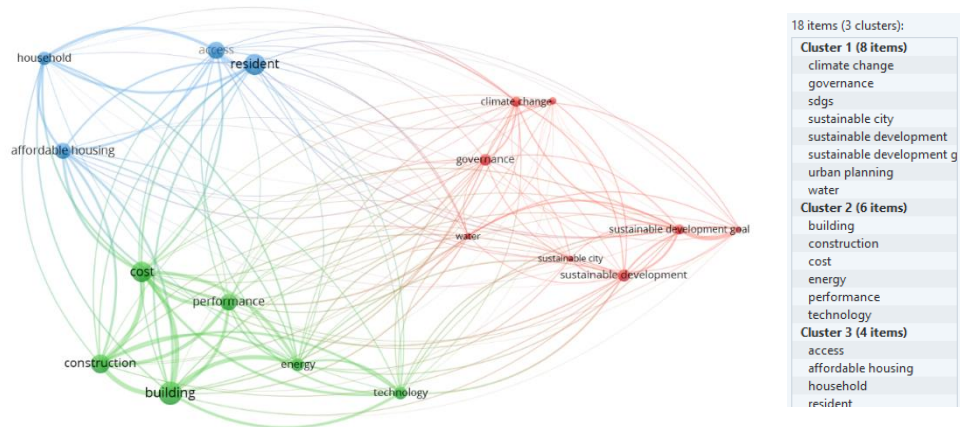 household
access
resident
affordable housing
climate change
governance
water
sustainable development goal
sustainable city
sustainable development
cost
performance
construction
energy
building
technology
18 items (3 clusters):
Cluster 1 (8 items)
climate change
governance
sdgs
sustainable city
sustainable development
sustainable development g
urban planning
water
Cluster 2 (6 items)
building
construction
cost
energy
performance
technology
Cluster 3 (4 items)
access
affordable housing
household
resident